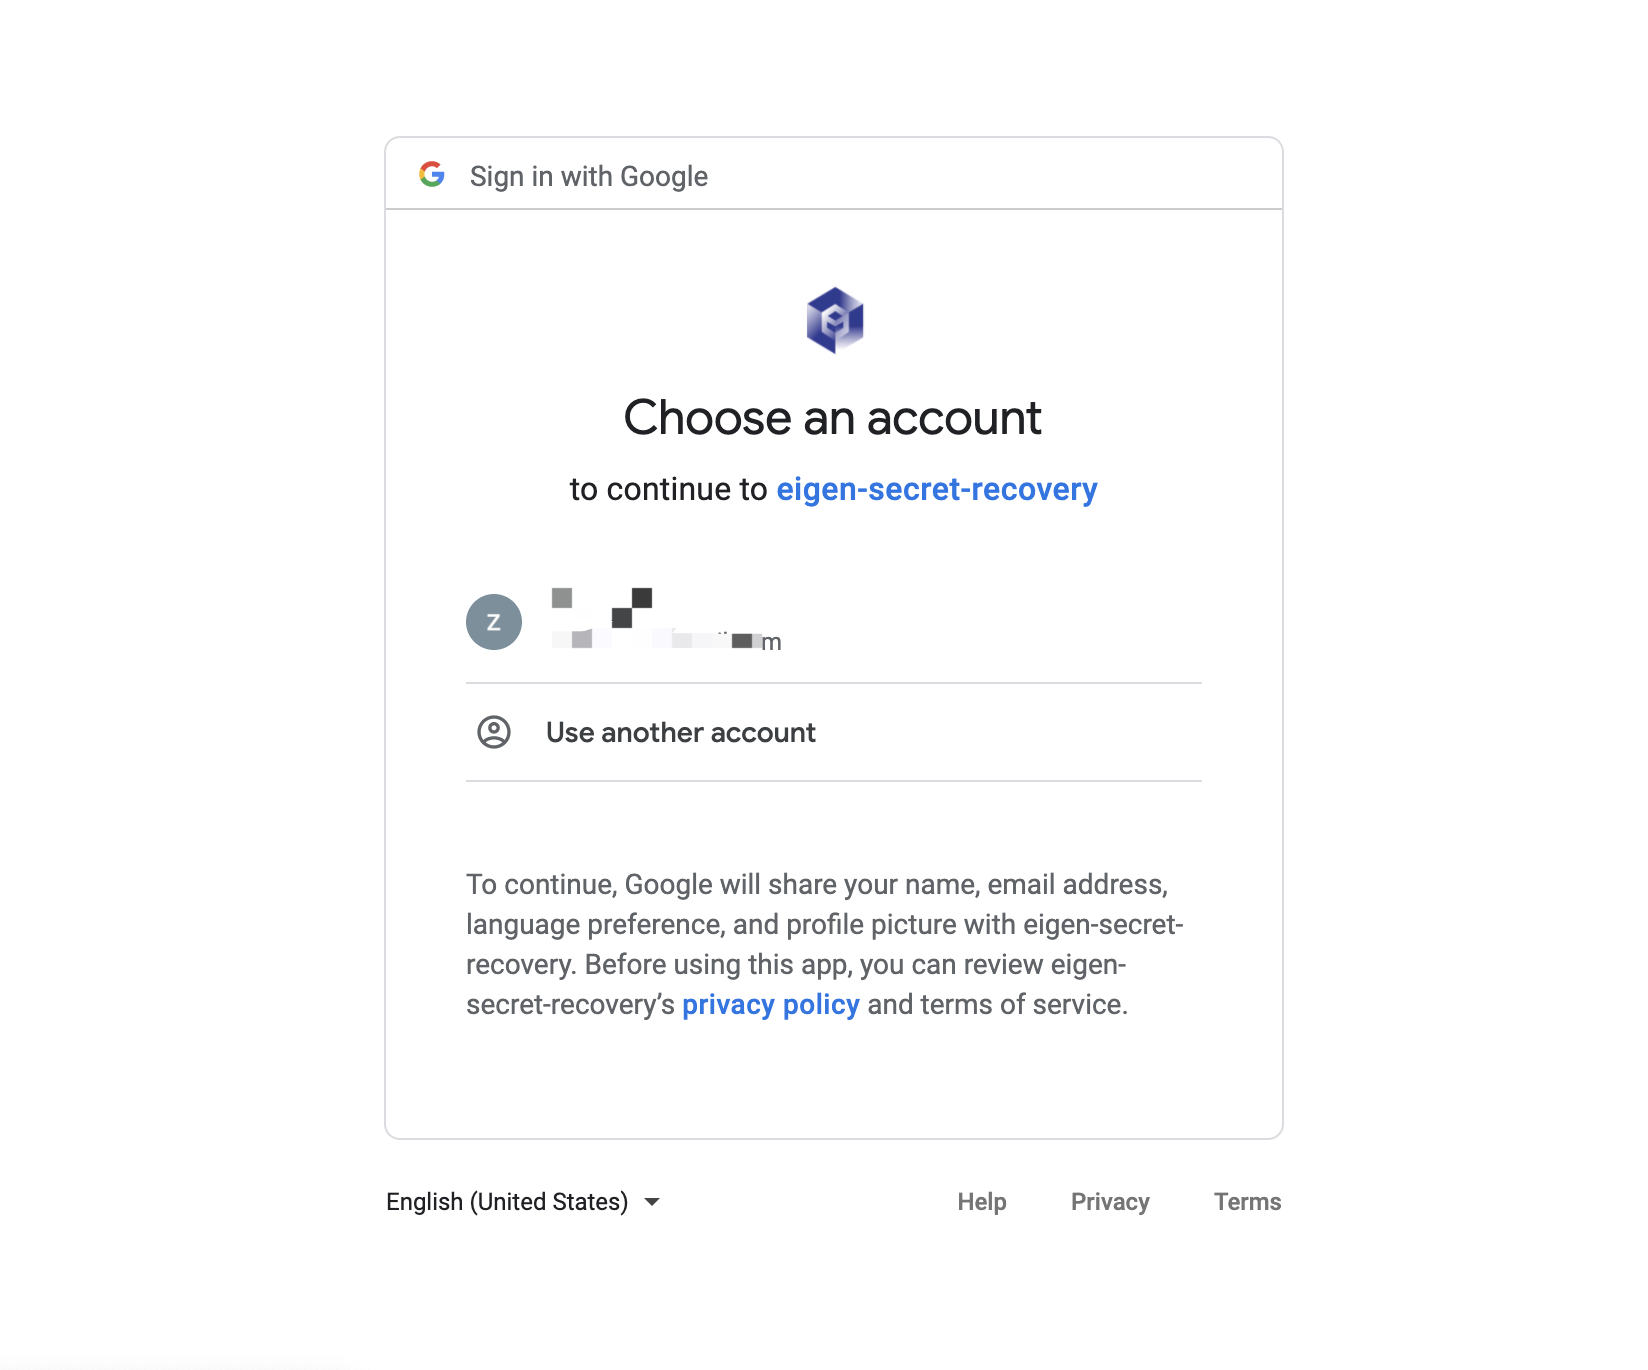 Sign in with Google
Choose an account
to continue to eigen-secret-recovery
Z
Use another account
To continue, Google will share your name, email address,
language preference, and profile picture with eigen-secret-
recovery. Before using this app, you can review eigen-
secret-recovery’s privacy policy and terms of service.
English (United States)
Help Privacy Terms